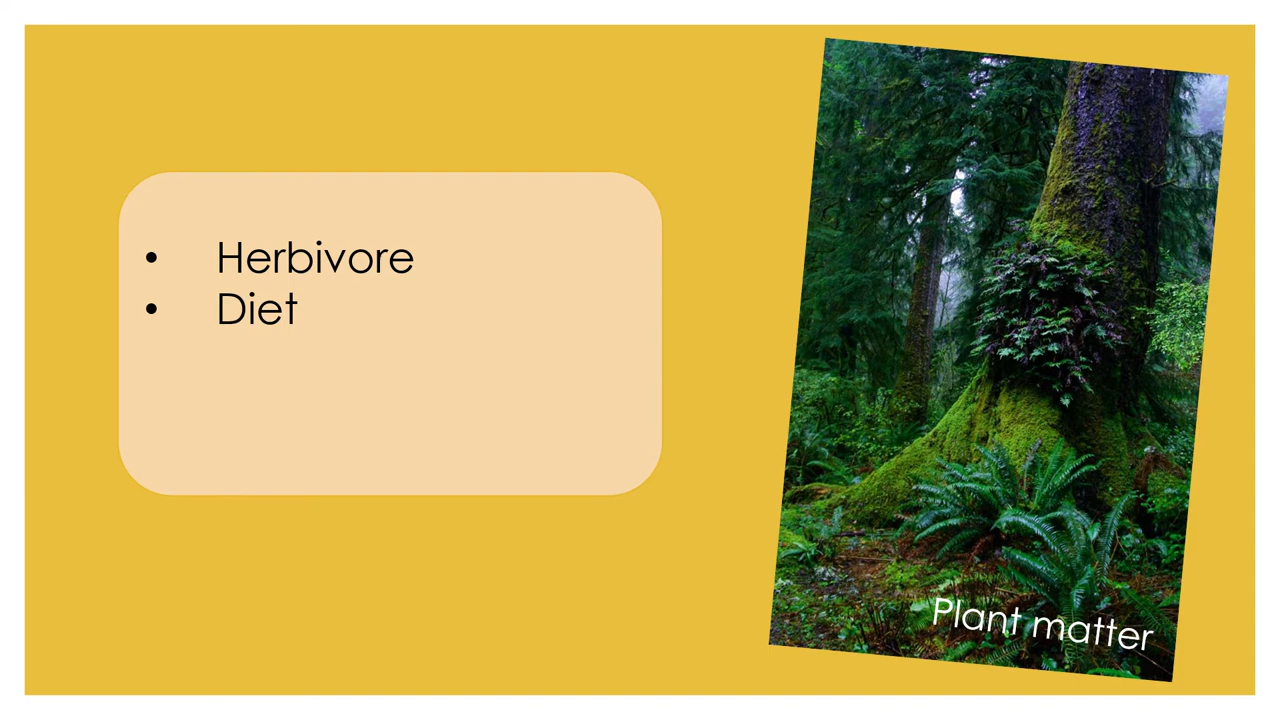 • Herbivore
• Diet
Plant matter